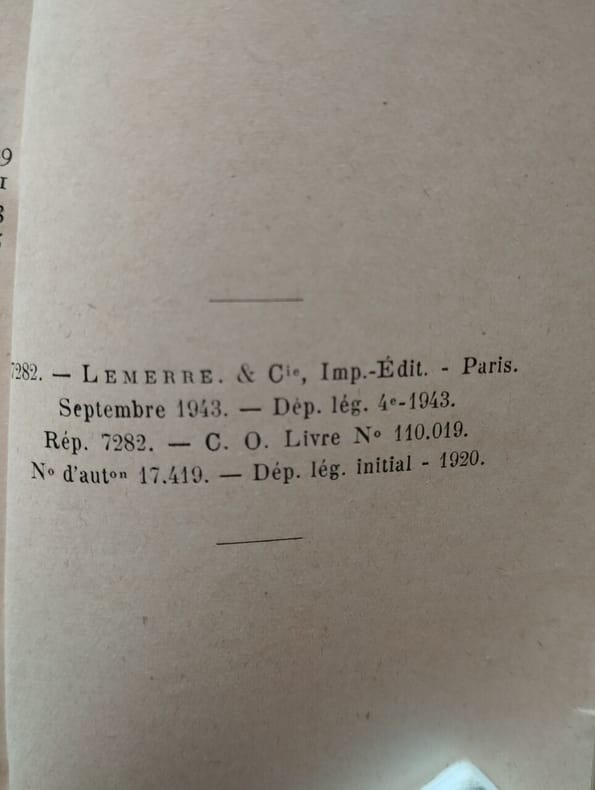 7282. — LEMERRE. & Cie, Imp.-Édit. - Paris.
Septembre 1943. — Dép. lég. 4e-1943.
Rép. 7282. — C. O. Livre No 110.019.
No d'auton 17.419. — Dép. lég. initial - 1920.